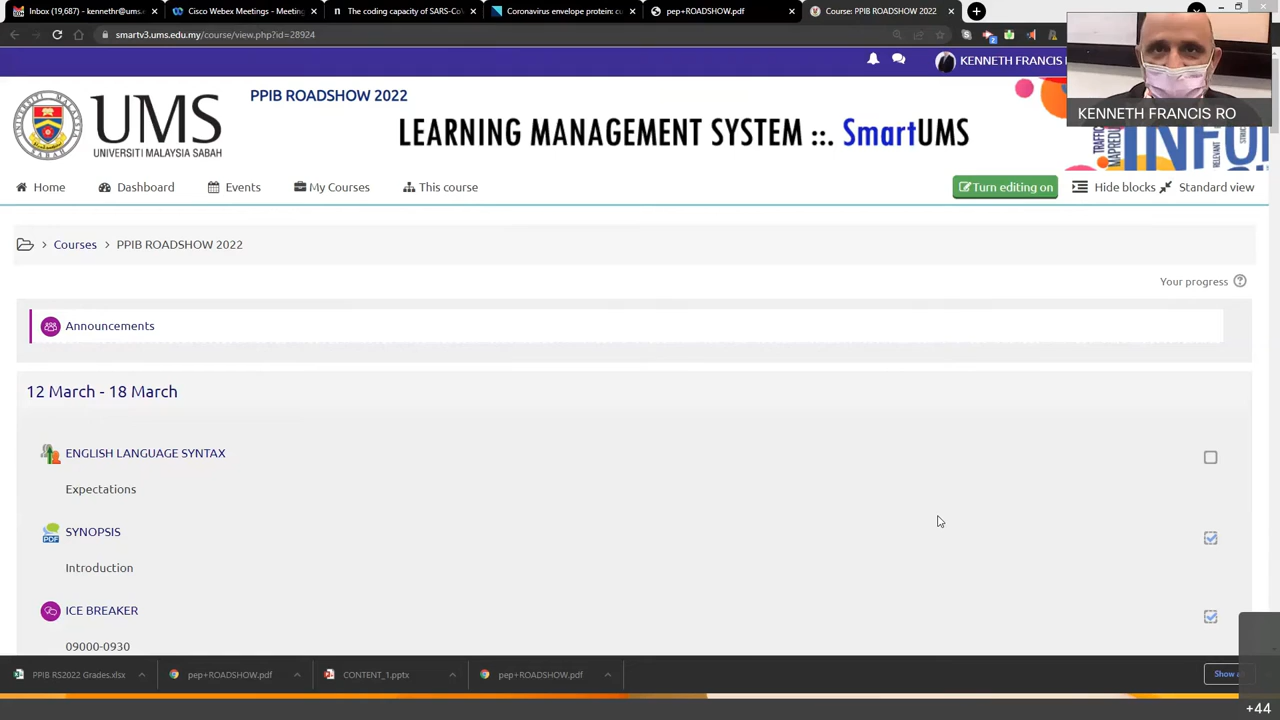 Inbox (19,687) - kennethr@ums.
Cisco Webex Meetings - Meeting
The coding capacity of SARS-CoV
Coronavirus envelope protein: cu
pep+ROADSHOW.pdf
Course: PPIB ROADSHOW 2022
smartv3.ums.edu.my/course/view.php?id=28924
KENNETH FRANCIS
KENNETH FRANCIS RO
UMS
UNIVERSITI MALAYSIA SABAH
PPIB ROADSHOW 2022
LEARNING MANAGEMENT SYSTEM ::. SmartUMS
Home
Dashboard
Events
My Courses
This course
Turn editing on
Hide blocks
Standard view
Courses
PPIB ROADSHOW 2022
Your progress
Announcements
12 March - 18 March
ENGLISH LANGUAGE SYNTAX
Expectations
SYNOPSIS
Introduction
ICE BREAKER
09000-0930
PPIB RS2022 Grades.xlsx
pep+ROADSHOW.pdf
CONTENT_1.pptx
pep+ROADSHOW.pdf
Show
+44